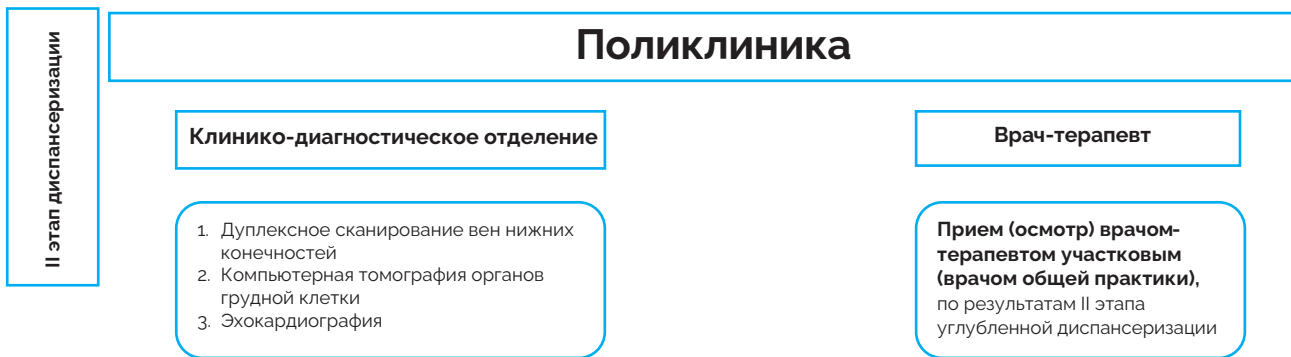 II этап диспансеризации
Поликлиника
Клинико-диагностическое отделение
1. Дуплексное сканирование вен нижних
конечностей
2. Компьютерная томография органов
грудной клетки
3. Эхокардиография
Врач-терапевт
Прием (осмотр) врачом-
терапевтом участковым
(врачом общей практики),
по результатам II этапа
углубленной диспансеризации